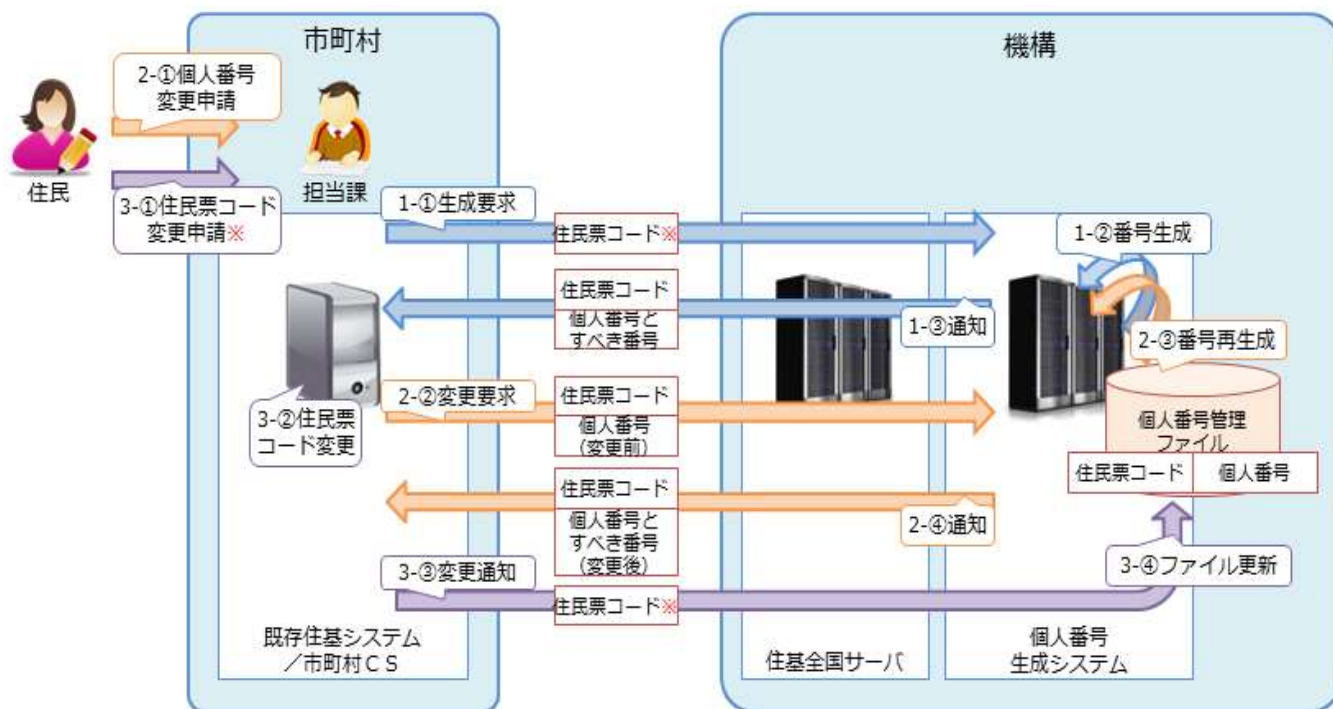 市町村
機構
2-①個人番号
変更申請
住民
3-①住民票コード
変更申請※
担当課
1-①生成要求
住民票コード※
1-②番号生成
住民票コード
個人番号と
すべき番号
1-③通知
2-③番号再生成
2-②変更要求
住民票コード
個人番号
（変更前）
3-②住民票
コード変更
個人番号管理
ファイル
住民票コード
個人番号
住民票コード
個人番号と
すべき番号
（変更後）
2-④通知
3-③変更通知
住民票コード※
3-④ファイル更新
既存住基システム
／市町村ＣＳ
住基全国サーバ
個人番号
生成システム